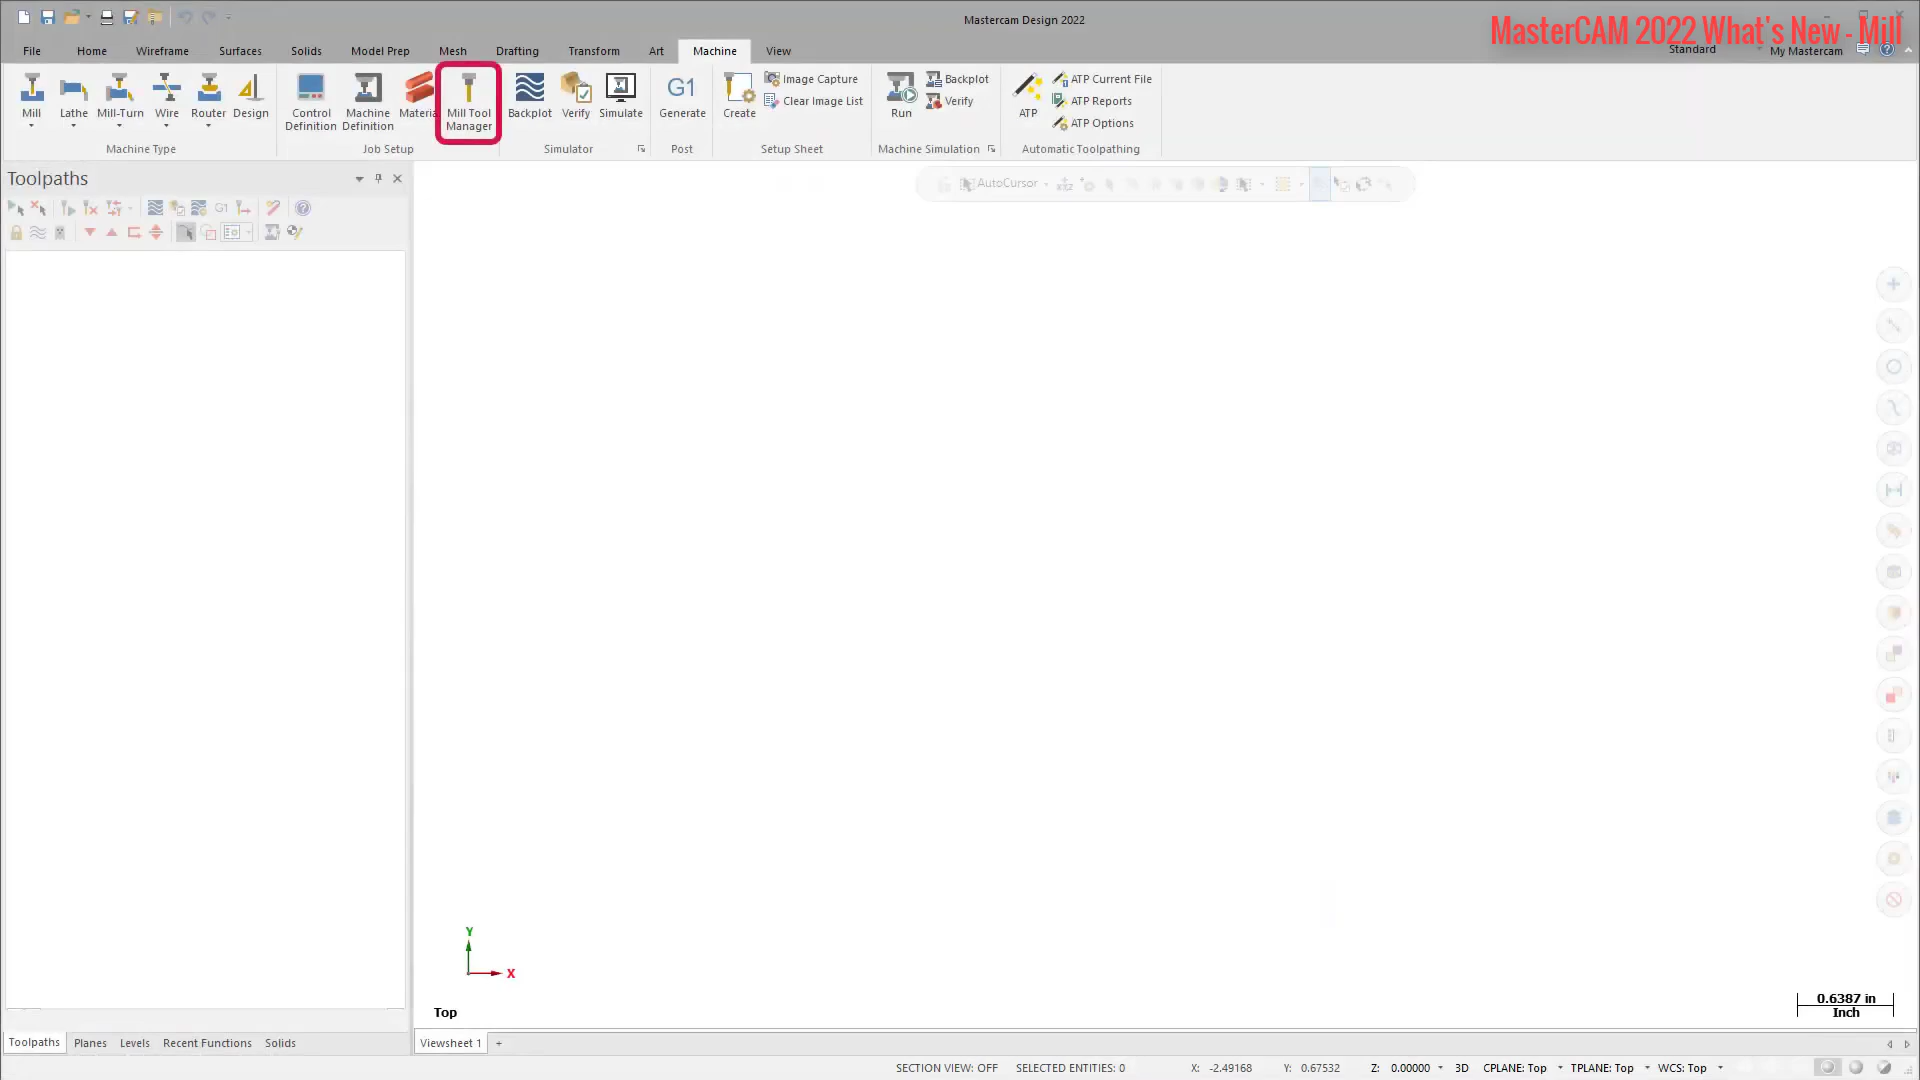 Mastercam Design 2022
MasterCAM 2022 What's New - Mill
File Home Wireframe Surfaces Solids Model Prep Mesh Drafting Transform Art Machine View
Standard My Mastercam
Mill Lathe Mill-Turn Wire Router Design
Machine Type
Control Definition
Machine Definition
Materia
Mill Tool Manager
Job Setup
Backplot Verify Simulate
Simulator
G1
Generate
Post
Create
Image Capture
Clear Image List
Setup Sheet
Run
Backplot
Verify
Machine Simulation
ATP
ATP Current File
ATP Reports
ATP Options
Automatic Toolpathing
Toolpaths
AutoCursor
xyz
G1
Y
X
Top
0.6387 in
Inch
Toolpaths Planes Levels Recent Functions Solids
Viewsheet 1 +
SECTION VIEW: OFF SELECTED ENTITIES: 0 X: -2.49168 Y: 0.67532 Z: 0.00000 3D CPLANE: Top TPLANE: Top WCS: Top